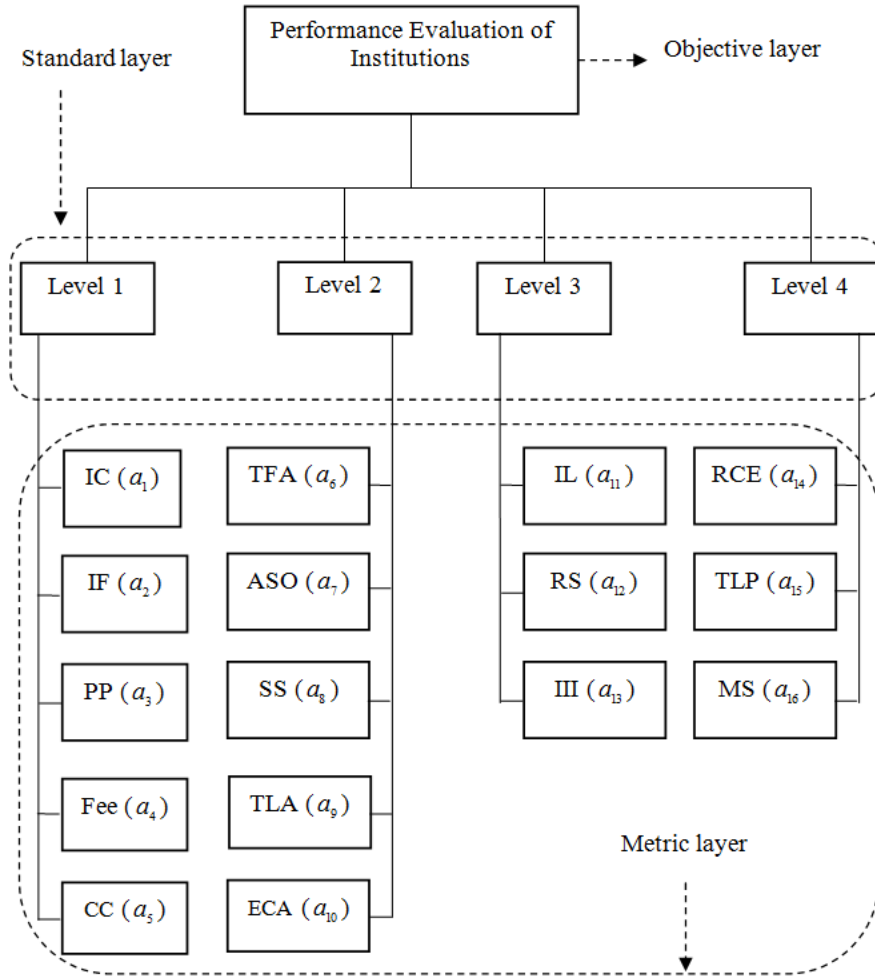 Performance Evaluation of
Institutions
Standard layer
Objective layer
Level 1
Level 2
Level 3
Level 4
IC (a₁)
TFA (a₆)
IL (a₁₁)
RCE (a₁₄)
IF (a₂)
ASO (a₇)
RS (a₁₂)
TLP (a₁₅)
PP (a₃)
SS (a₈)
III (a₁₃)
MS (a₁₆)
Fee (a₄)
TLA (a₉)
Metric layer
CC (a₅)
ECA (a₁₀)